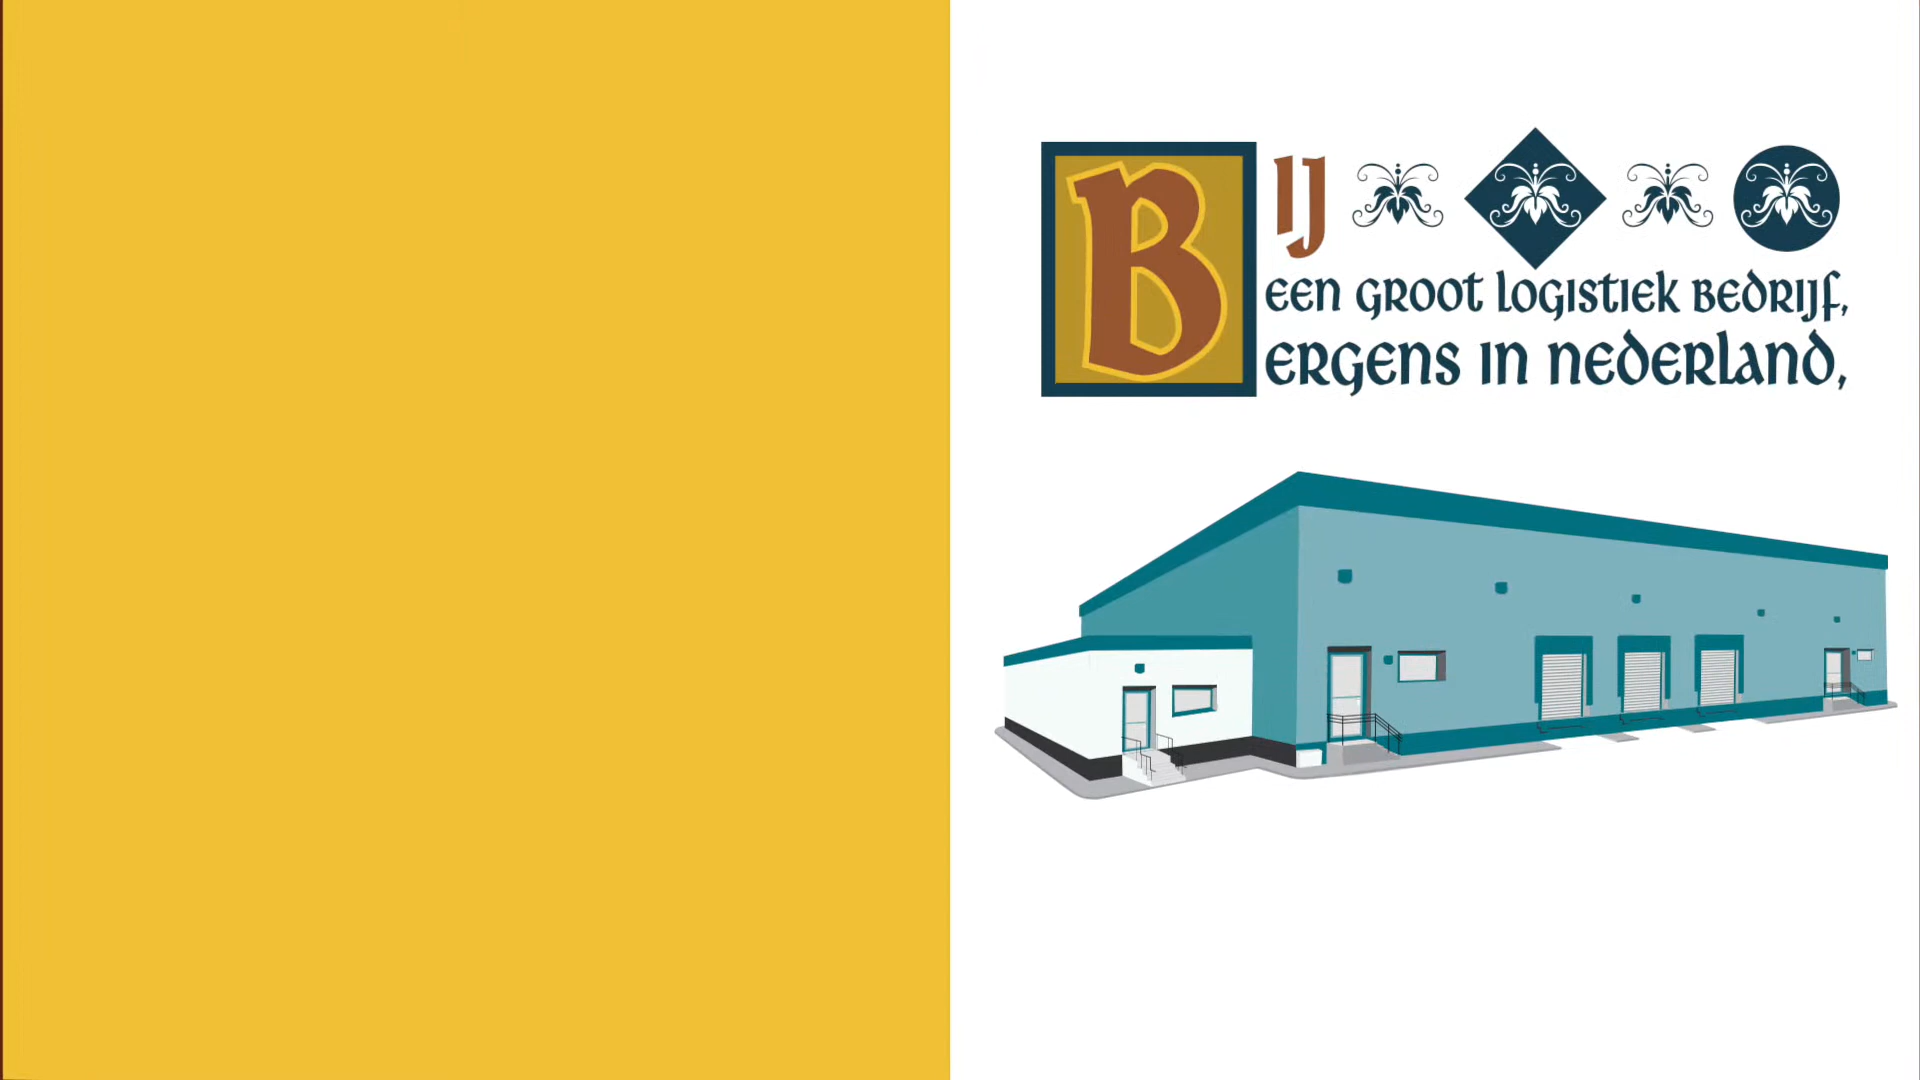 Bij
een groot logistiek bedrijf,
ergens in nederland,